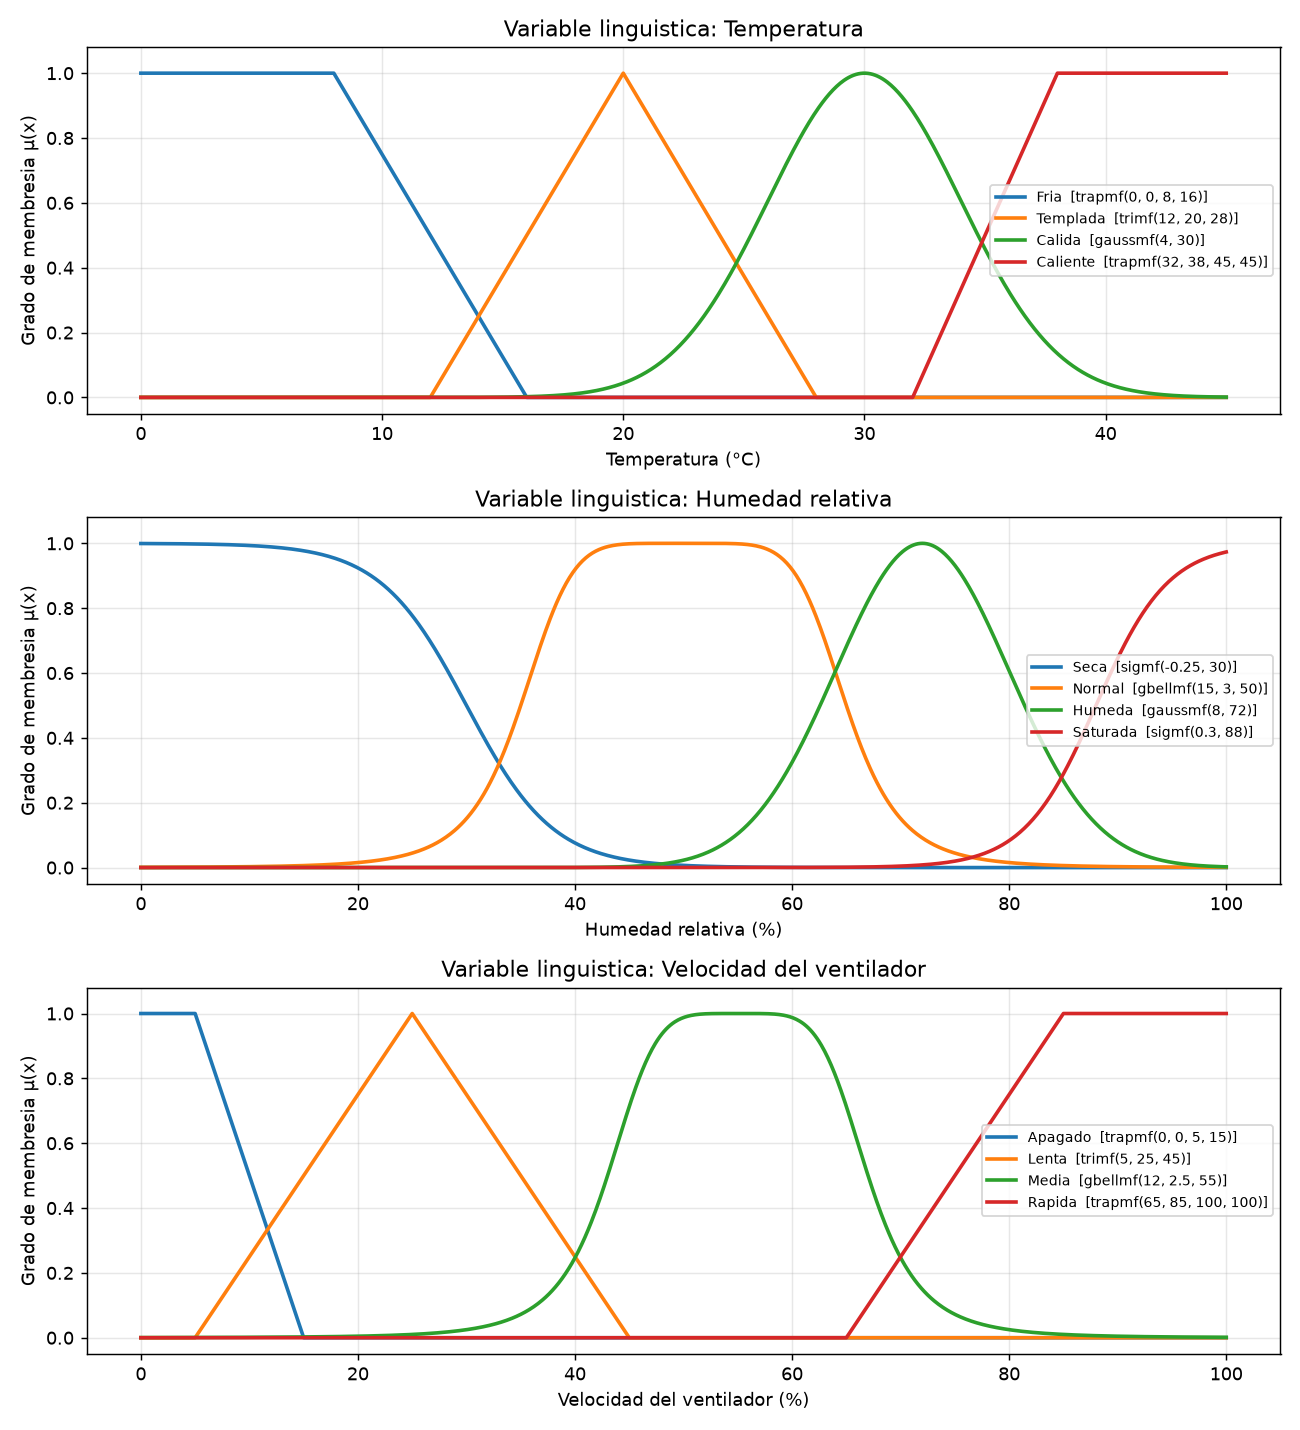 Variable linguistica: Temperatura
Grado de membresia μ(x)
1.0
0.8
0.6
0.4
0.2
0.0
Fria [trapmf(0, 0, 8, 16)]
Templada [trimf(12, 20, 28)]
Calida [gaussmf(4, 30)]
Caliente [trapmf(32, 38, 45, 45)]
0 10 20 30 40
Temperatura (°C)
Variable linguistica: Humedad relativa
Grado de membresia μ(x)
1.0
0.8
0.6
0.4
0.2
0.0
Seca [sigmf(-0.25, 30)]
Normal [gbellmf(15, 3, 50)]
Humeda [gaussmf(8, 72)]
Saturada [sigmf(0.3, 88)]
0 20 40 60 80 100
Humedad relativa (%)
Variable linguistica: Velocidad del ventilador
Grado de membresia μ(x)
1.0
0.8
0.6
0.4
0.2
0.0
Apagado [trapmf(0, 0, 5, 15)]
Lenta [trimf(5, 25, 45)]
Media [gbellmf(12, 2.5, 55)]
Rapida [trapmf(65, 85, 100, 100)]
0 20 40 60 80 100
Velocidad del ventilador (%)